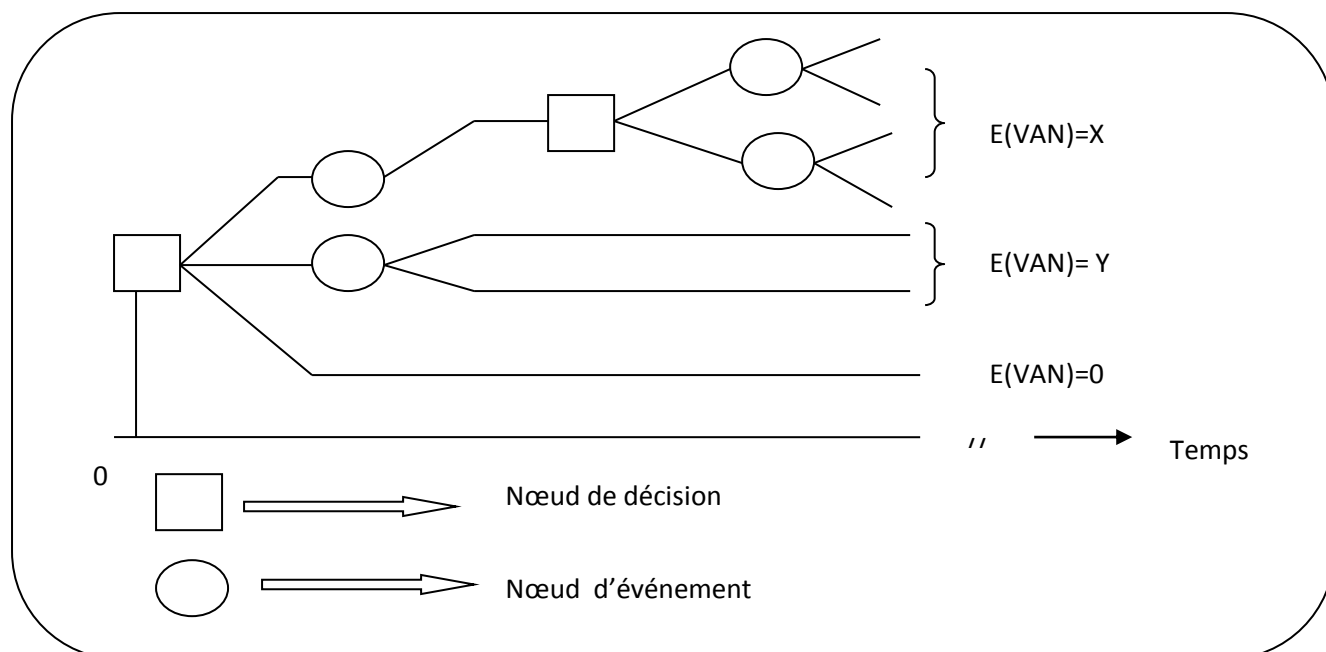 E(VAN)=X
E(VAN)= Y
E(VAN)=0
//
Temps
0
Nœud de décision
Nœud d’événement